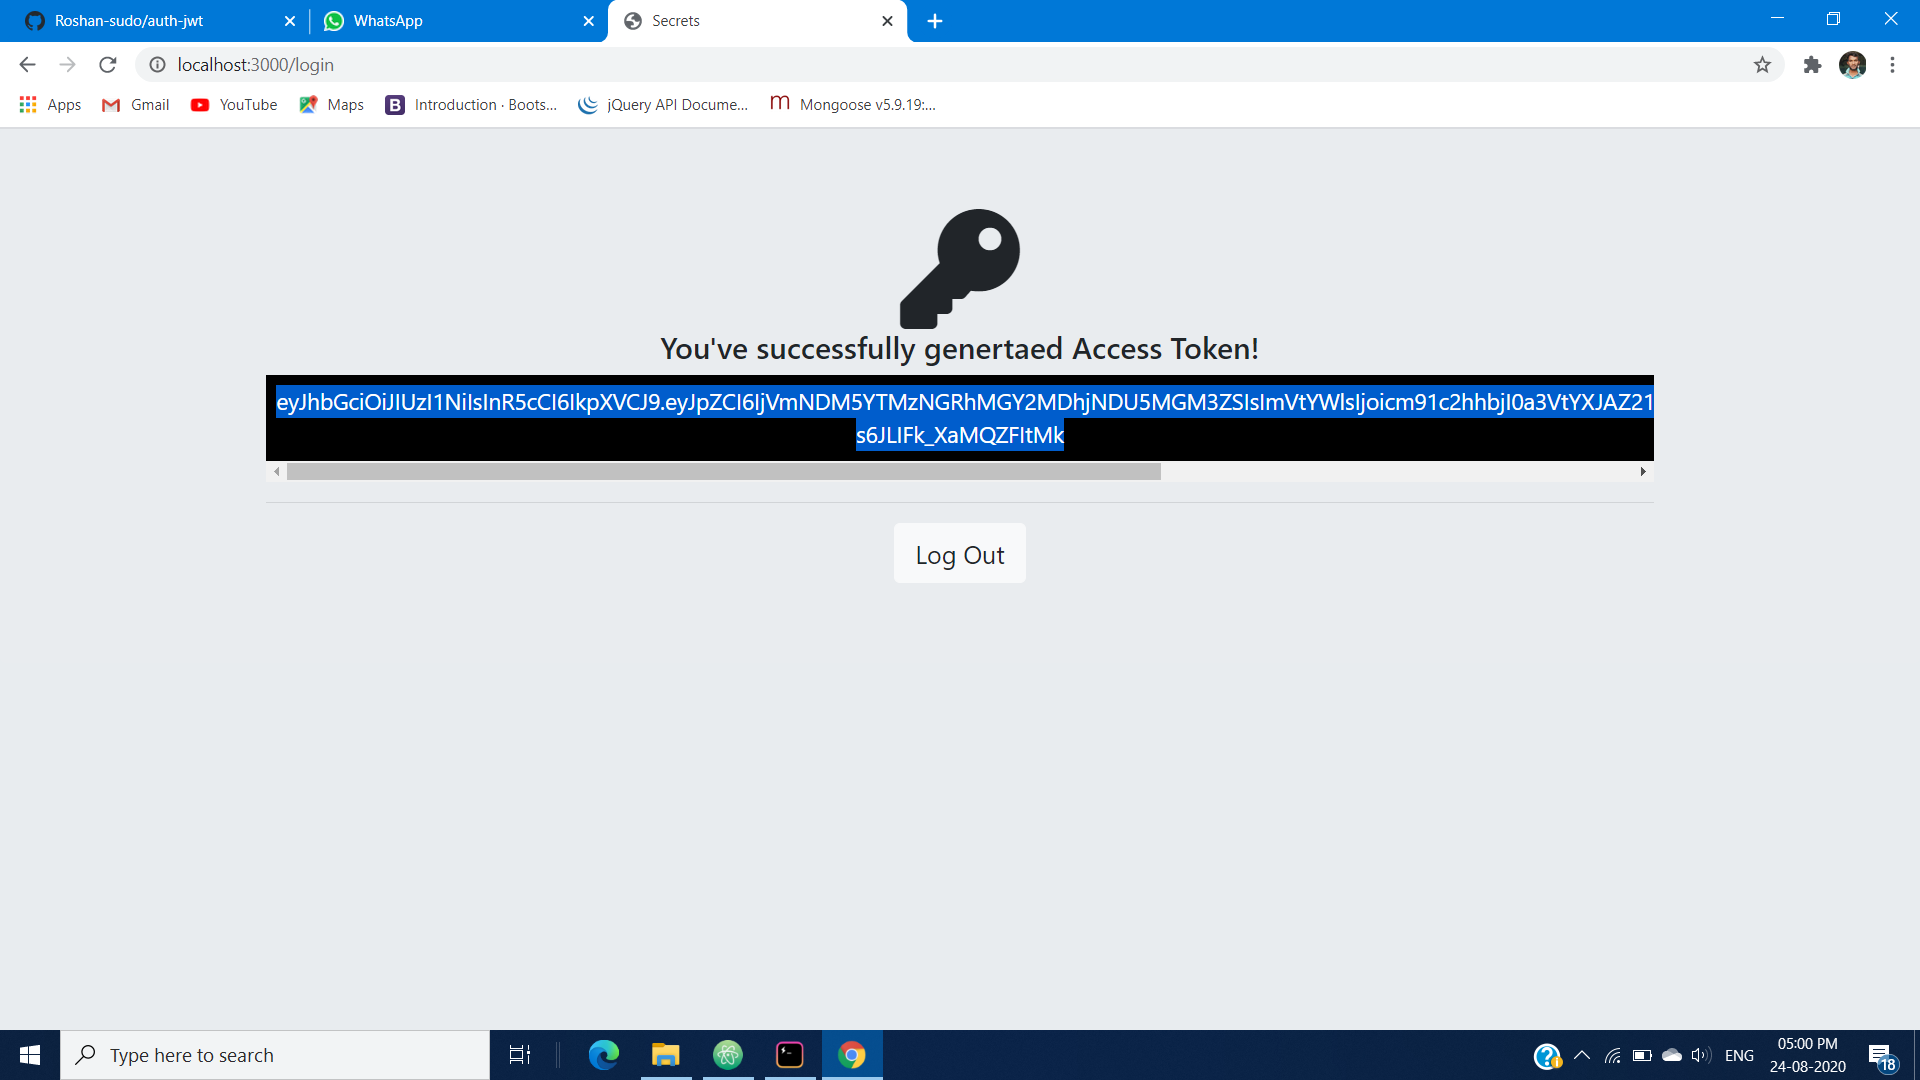 Roshan-sudo/auth-jwt
WhatsApp
Secrets
localhost:3000/login
Apps
Gmail
YouTube
Maps
B
Introduction · Boots...
jQuery API Docume...
m
Mongoose v5.9.19:...
You've successfully genertaed Access Token!
eyJhbGciOiJIUzI1NiIsInR5cCI6IkpXVCJ9.eyJpZCI6IjVmNDM5YTMzNGRhMGY2MDhjNDU5MGM3ZSIsImVtYWlsIjoicm91c2hhbjI0a3VtYXJAZ21
s6JLIFk_XaMQZFItMk
Log Out
Type here to search
ENG
05:00 PM
24-08-2020
18